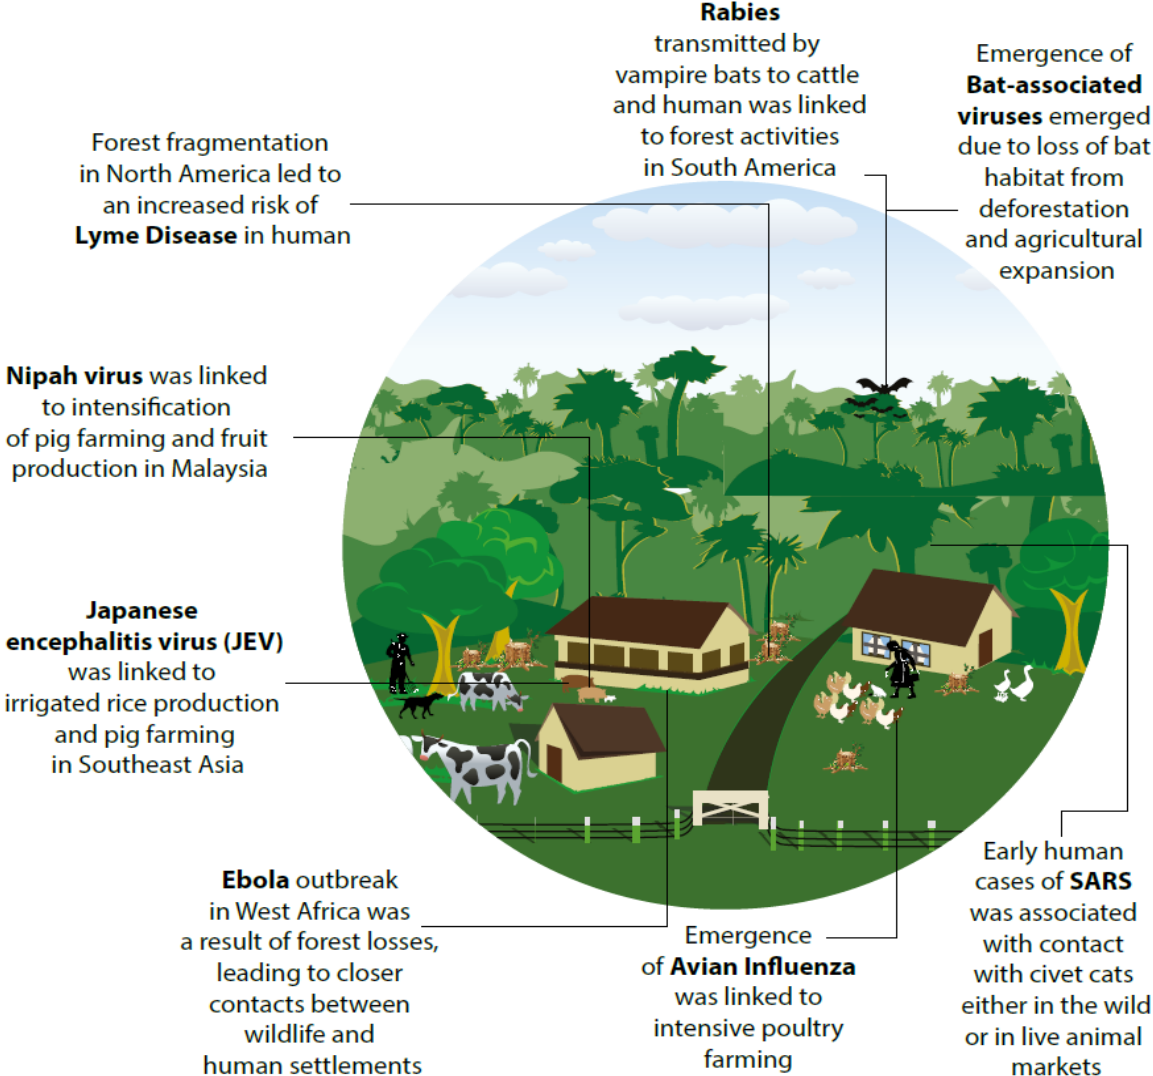 Rabies
transmitted by
vampire bats to cattle
and human was linked
to forest activities
in South America
Emergence of
Bat-associated
viruses emerged
due to loss of bat
habitat from
deforestation
and agricultural
expansion
Forest fragmentation
in North America led to
an increased risk of
Lyme Disease in human
Nipah virus was linked
to intensification
of pig farming and fruit
production in Malaysia
Japanese
encephalitis virus (JEV)
was linked to
irrigated rice production
and pig farming
in Southeast Asia
Ebola outbreak
in West Africa was
a result of forest losses,
leading to closer
contacts between
wildlife and
human settlements
Emergence
of Avian Influenza
was linked to
intensive poultry
farming
Early human
cases of SARS
was associated
with contact
with civet cats
either in the wild
or in live animal
markets